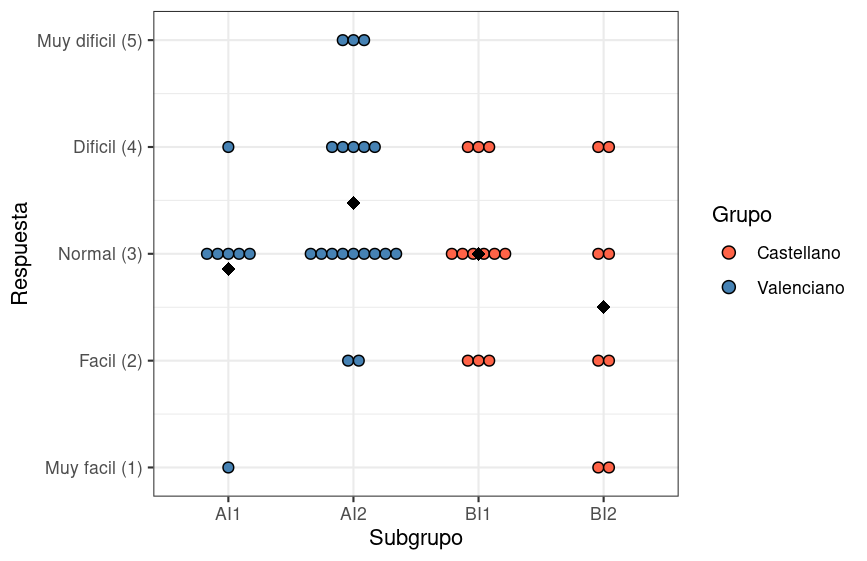 Muy dificil (5)
Dificil (4)
Normal (3)
Facil (2)
Muy facil (1)
Respuesta
AI1
AI2
BI1
BI2
Subgrupo
Grupo
Castellano
Valenciano